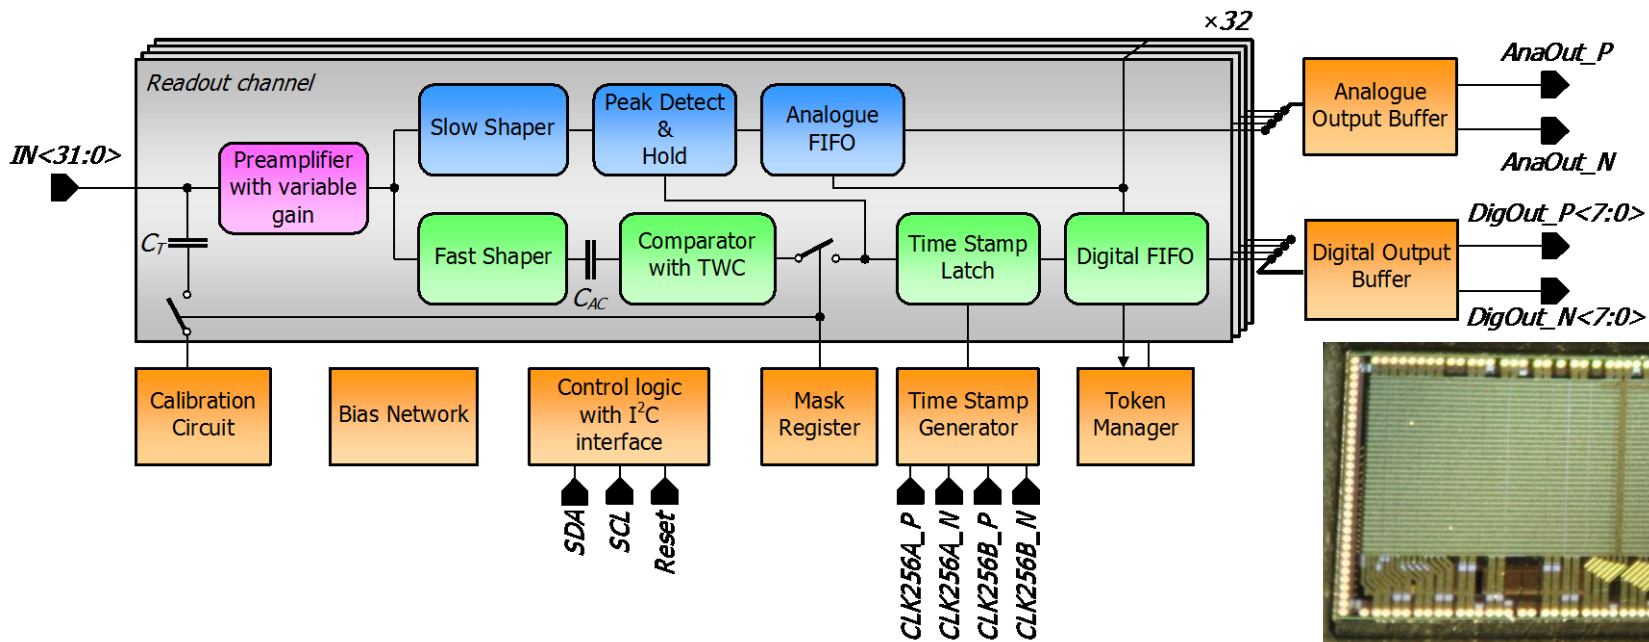 ×32
Readout channel
AnaOut_P
AnaOut_N
Analogue
Output Buffer
IN<31:0>
Preamplifier
with variable
gain
Slow Shaper
Peak Detect
&
Hold
Analogue
FIFO
C_T
Fast Shaper
C_AC
Comparator
with TWC
Time Stamp
Latch
Digital FIFO
DigOut_P<7:0>
Digital Output
Buffer
DigOut_N<7:0>
Calibration
Circuit
Bias Network
Control logic
with I²C
interface
Mask
Register
Time Stamp
Generator
Token
Manager
SDA
SCL
Reset
CLK256A_P
CLK256A_N
CLK256B_P
CLK256B_N